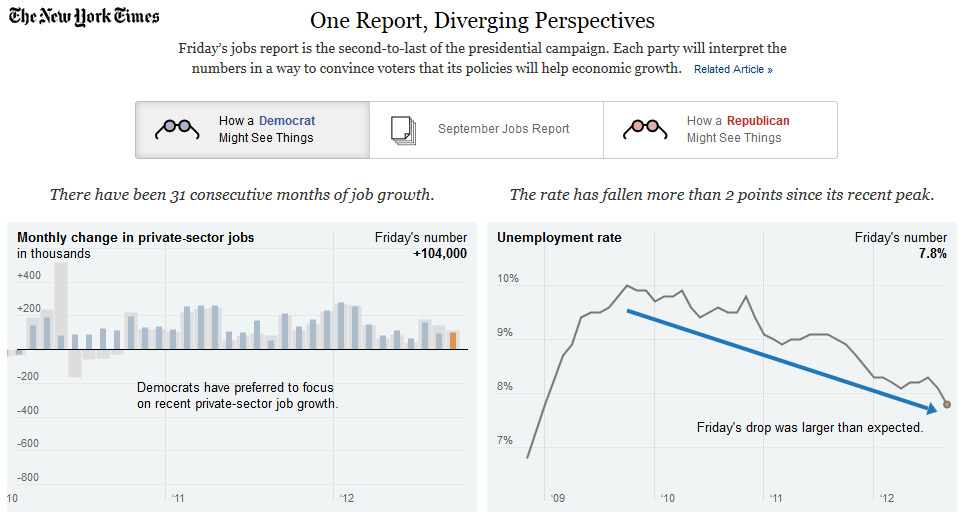 The New York Times
One Report, Diverging Perspectives
Friday's jobs report is the second-to-last of the presidential campaign. Each party will interpret the
numbers in a way to convince voters that its policies will help economic growth. Related Article »
How a Democrat
Might See Things
September Jobs Report
How a Republican
Might See Things
There have been 31 consecutive months of job growth.
The rate has fallen more than 2 points since its recent peak.
Monthly change in private-sector jobs
in thousands
Friday's number
+104,000
+400
+200
-200
-400
-600
-800
Democrats have preferred to focus
on recent private-sector job growth.
10
'11
'12
Unemployment rate
Friday's number
7.8%
10%
9%
8%
7%
Friday's drop was larger than expected.
'09
'10
'11
'12